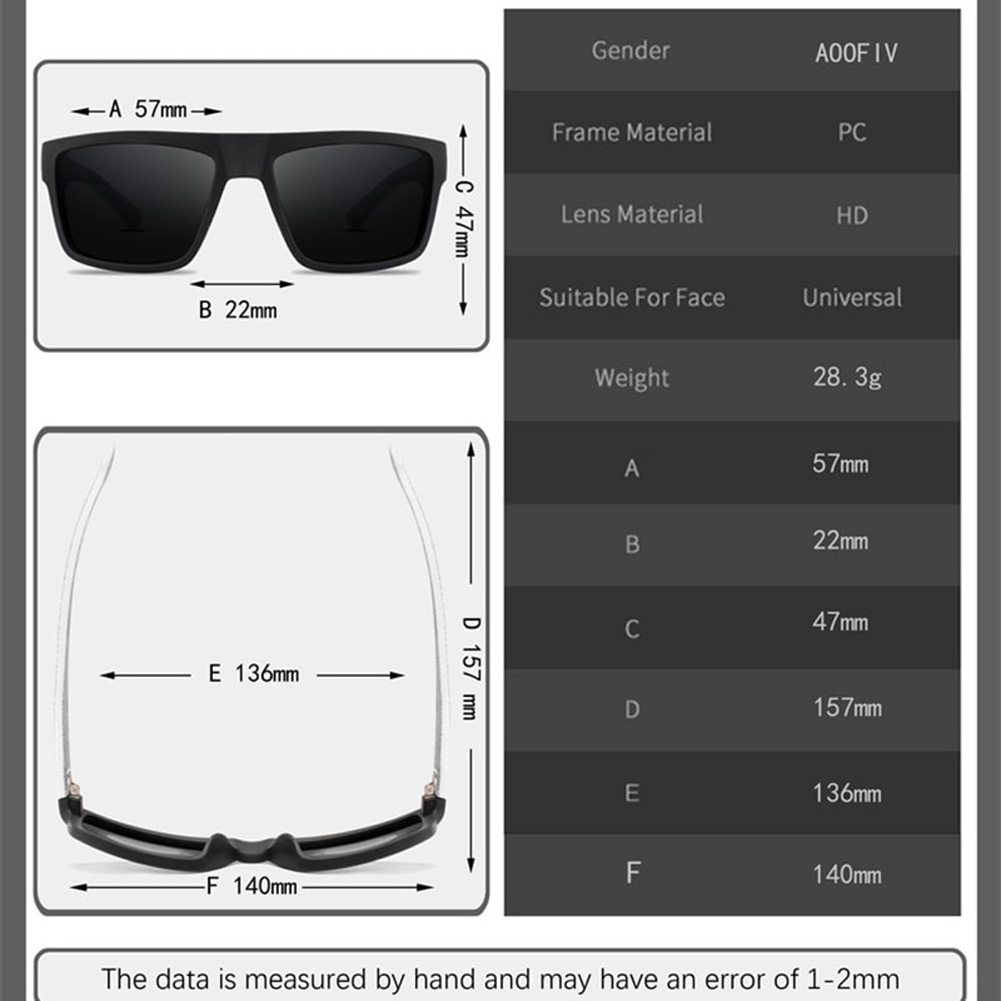 A 57mm
C 47mm
B 22mm
E 136mm
D 157 mm
F 140mm
Gender AOOFIV
Frame Material PC
Lens Material HD
Suitable For Face Universal
Weight 28.3g
A 57mm
B 22mm
C 47mm
D 157mm
E 136mm
F 140mm
The data is measured by hand and may have an error of 1-2mm